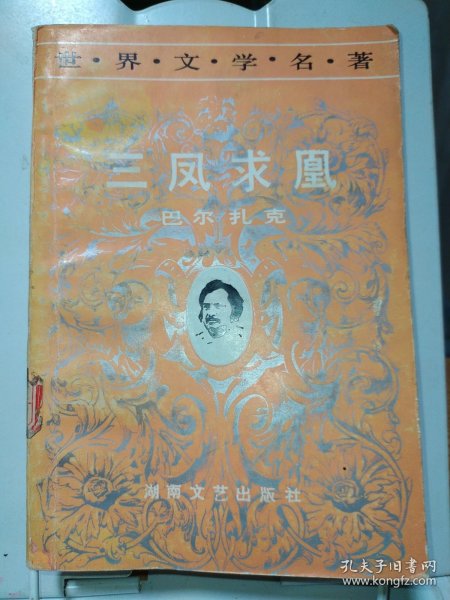 世·界·文·学·名·著
三凤求凰
巴尔扎克
湖南文艺出版社
孔夫子旧书网
www.kongfz.com